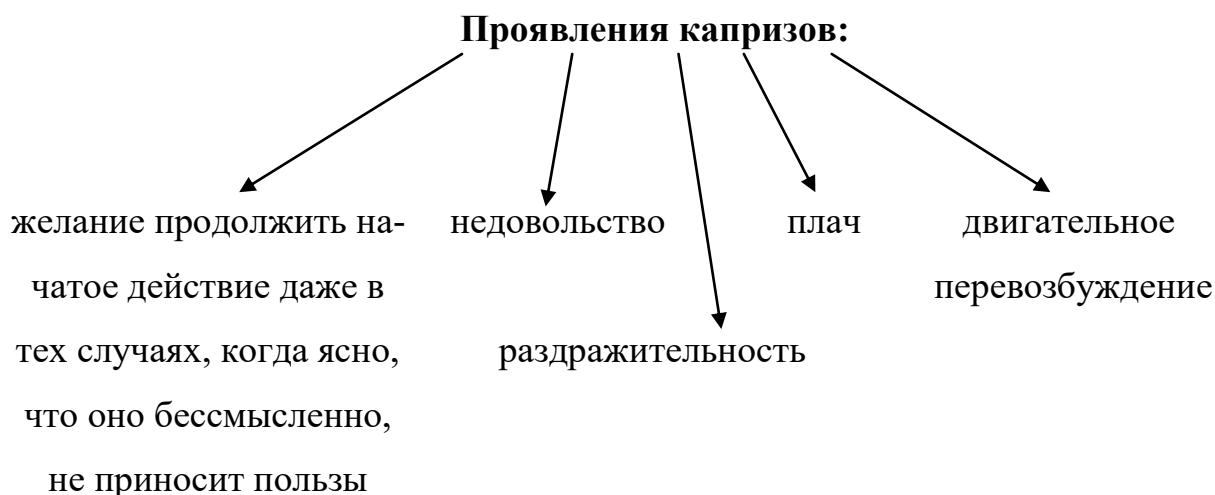 Проявления капризов:
желание продолжить на-
чатое действие даже в
тех случаях, когда ясно,
что оно бессмысленно,
не приносит пользы
недовольство
раздражительность
плач
двигательное
перевозбуждение